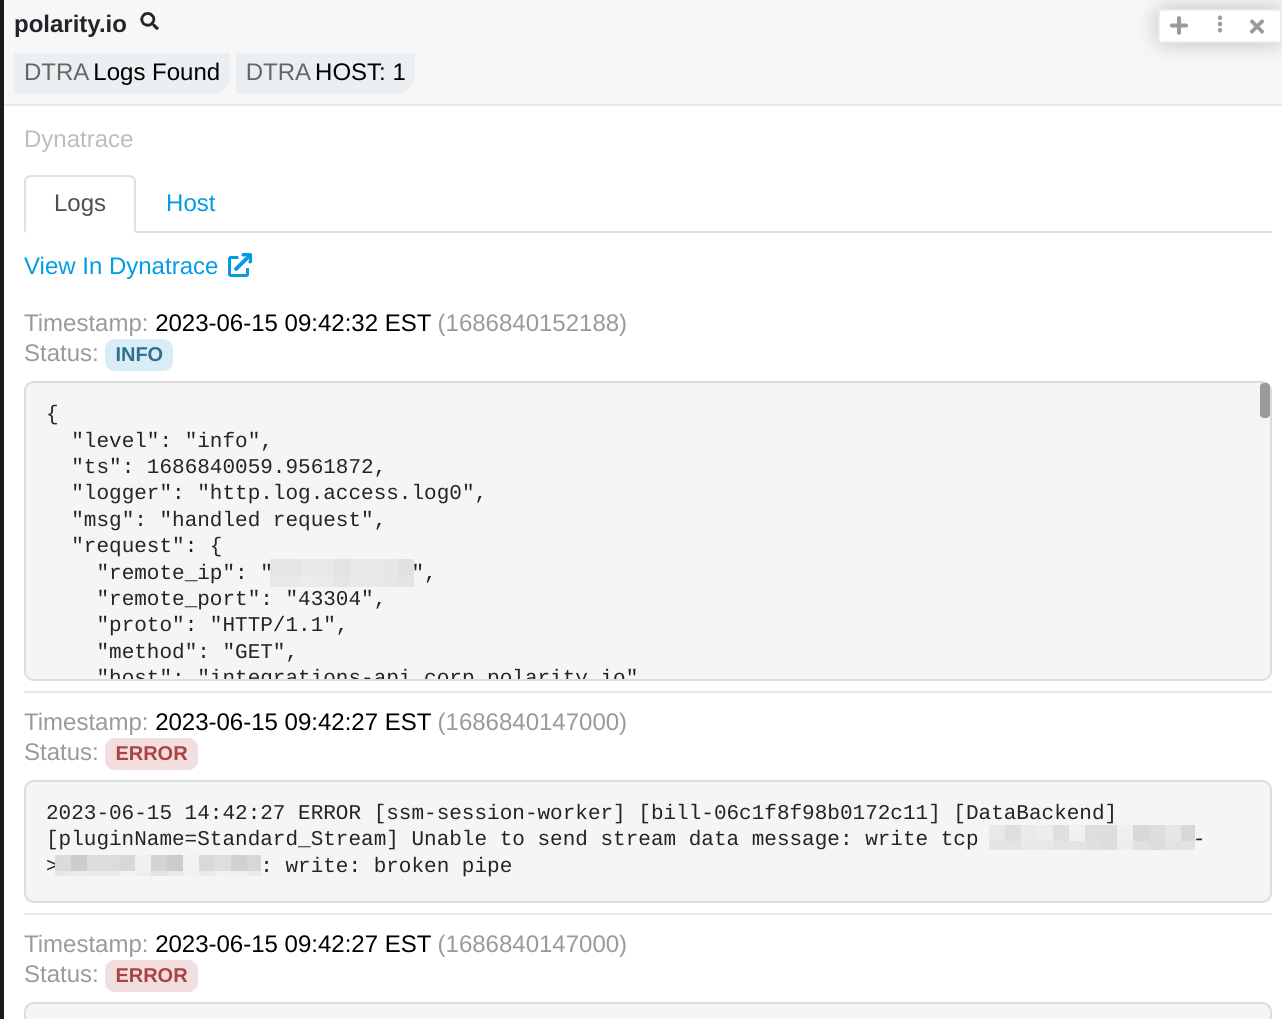 polarity.io
DTRA Logs Found DTRA HOST: 1
Dynatrace
Logs Host
View In Dynatrace
Timestamp: 2023-06-15 09:42:32 EST (1686840152188)
Status: INFO
{
"level": "info",
"ts": 1686840059.9561872,
"logger": "http.log.access.log0",
"msg": "handled request",
"request": {
"remote_ip": "",
"remote_port": "43304",
"proto": "HTTP/1.1",
"method": "GET",
"host": "integrations-api.corp.polarity.io"
Timestamp: 2023-06-15 09:42:27 EST (1686840147000)
Status: ERROR
2023-06-15 14:42:27 ERROR [ssm-session-worker] [bill-06c1f8f98b0172c11] [DataBackend]
[pluginName=Standard_Stream] Unable to send stream data message: write tcp -
>: write: broken pipe
Timestamp: 2023-06-15 09:42:27 EST (1686840147000)
Status: ERROR